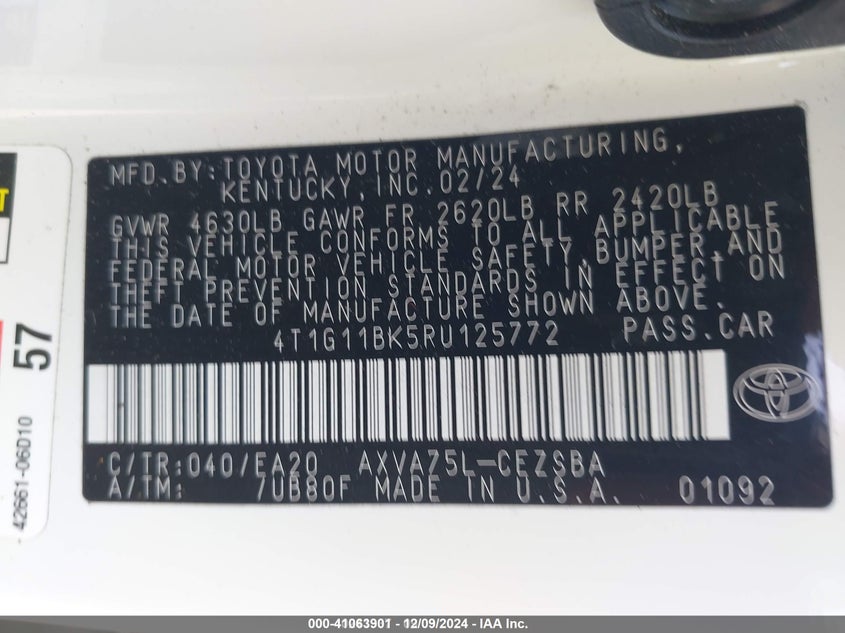 MFD. BY: TOYOTA MOTOR MANUFACTURING,
KENTUCKY, INC. 02/24
GVWR 4630LB GAWR FR 2620LB RR 2420LB
THIS VEHICLE CONFORMS TO ALL APPLICABLE
FEDERAL MOTOR VEHICLE SAFETY, BUMPER, AND
THEFT PREVENTION STANDARDS IN EFFECT ON
THE DATE OF MANUFACTURE SHOWN ABOVE.
4T1G11BK5RU125772 PASS. CAR
C/TR: 040/EA20 AXVA75L-CEZSBA
A/TM: 7UB80F MADE IN U.S.A. 01092
57
42661-06D10
000-41063901 - 12/09/2024 - IAA Inc.